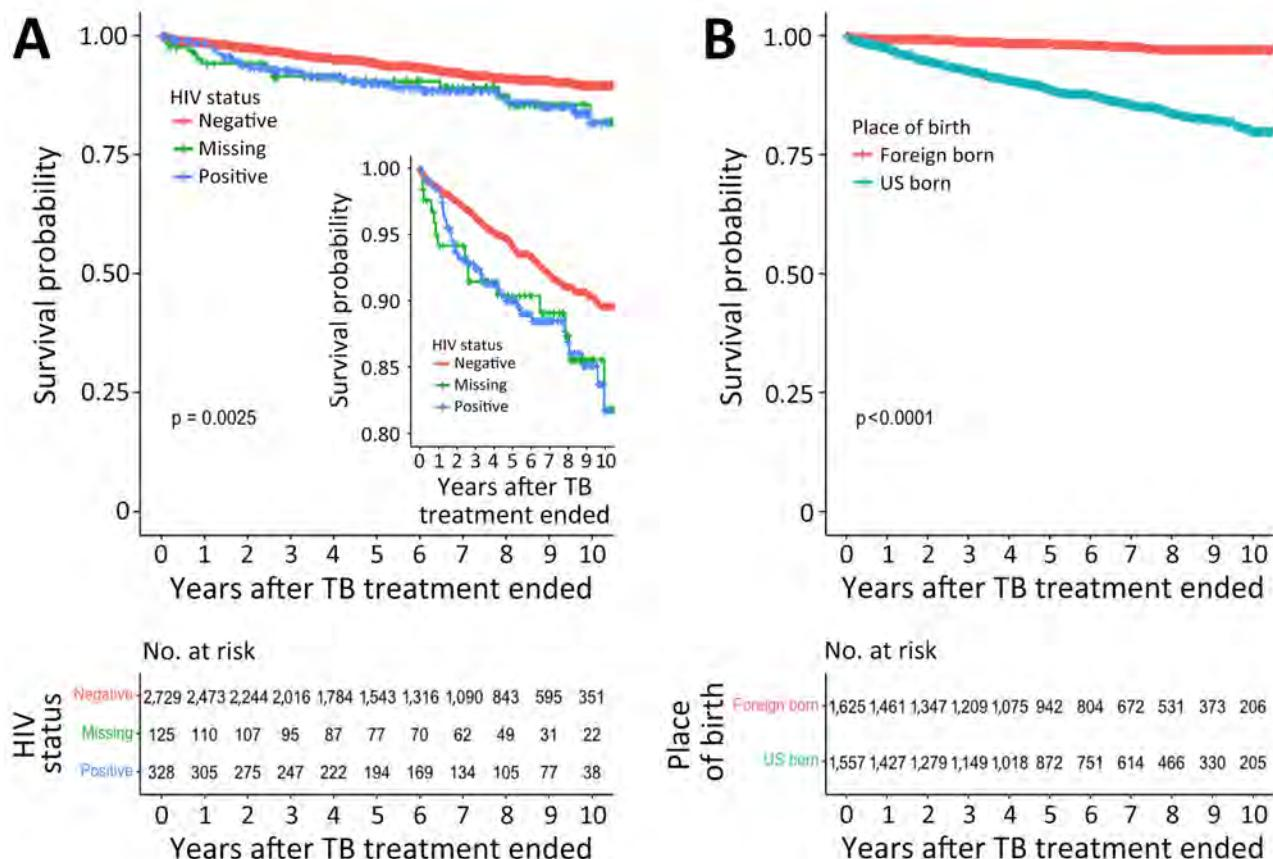 A
Survival probability
1.00
0.75
0.50
0.25
0
HIV status
Negative
Missing
Positive
p = 0.0025
0 1 2 3 4 5 6 7 8 9 10
Years after TB treatment ended
Survival probability
1.00
0.95
0.90
0.85
0.80
HIV status
Negative
Missing
Positive
0 1 2 3 4 5 6 7 8 9 10
Years after TB
treatment ended
No. at risk
HIV
status
Negative 2,729 2,473 2,244 2,016 1,784 1,543 1,316 1,090 843 595 351
Missing 125 110 107 95 87 77 70 62 49 31 22
Positive 328 305 275 247 222 194 169 134 105 77 38
0 1 2 3 4 5 6 7 8 9 10
Years after TB treatment ended
B
Survival probability
1.00
0.75
0.50
0.25
0
Place of birth
Foreign born
US born
p<0.0001
0 1 2 3 4 5 6 7 8 9 10
Years after TB treatment ended
No. at risk
Place
of birth
Foreign born 1,625 1,461 1,347 1,209 1,075 942 804 672 531 373 206
US born 1,557 1,427 1,279 1,149 1,018 872 751 614 466 330 205
0 1 2 3 4 5 6 7 8 9 10
Years after TB treatment ended